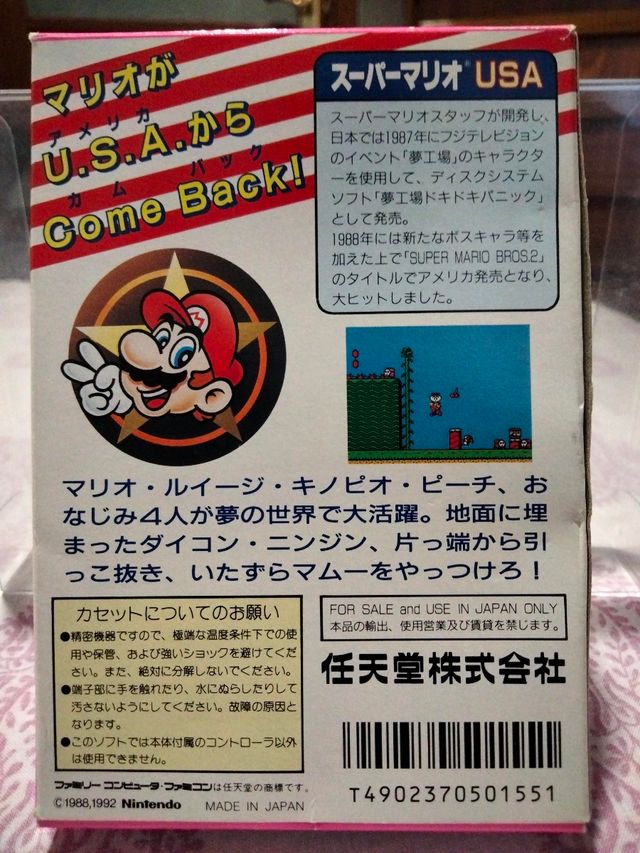 マリオが
アメリカ
U.S.A.から
カム バック
Come Back!
スーパーマリオ® USA
スーパーマリオスタッフが開発し、
日本では1987年にフジテレビジョン
のイベント「夢工場」のキャラクタ
ーを使用して、ディスクシステム
ソフト「夢工場ドキドキパニック」
として発売。
1988年には新たなボスキャラ等を
加えた上で「SUPER MARIO BROS.2」
のタイトルでアメリカ発売となり、
大ヒットしました。
マリオ・ルイージ・キノピオ・ピーチ、お
なじみ4人が夢の世界で大活躍。地面に埋
まったダイコン・ニンジン、片っ端から引
っこ抜き、いたずらマムーをやっつけろ!
カセットについてのお願い
●精密機器ですので、極端な温度条件下での使
用や保管、および強いショックを避けてくだ
さい。また、絶対に分解しないでください。
●端子部に手を触れたり、水にぬらしたりして
汚さないようにしてください。故障の原因と
なります。
●このソフトでは本体付属のコントローラ以外
は使用できません。
ファミリーコンピュータ・ファミコンは任天堂の商標です。
©1988,1992 Nintendo MADE IN JAPAN
FOR SALE and USE IN JAPAN ONLY
本品の輸出、使用営業及び賃貸を禁じます。
任天堂株式会社
T4902370501551